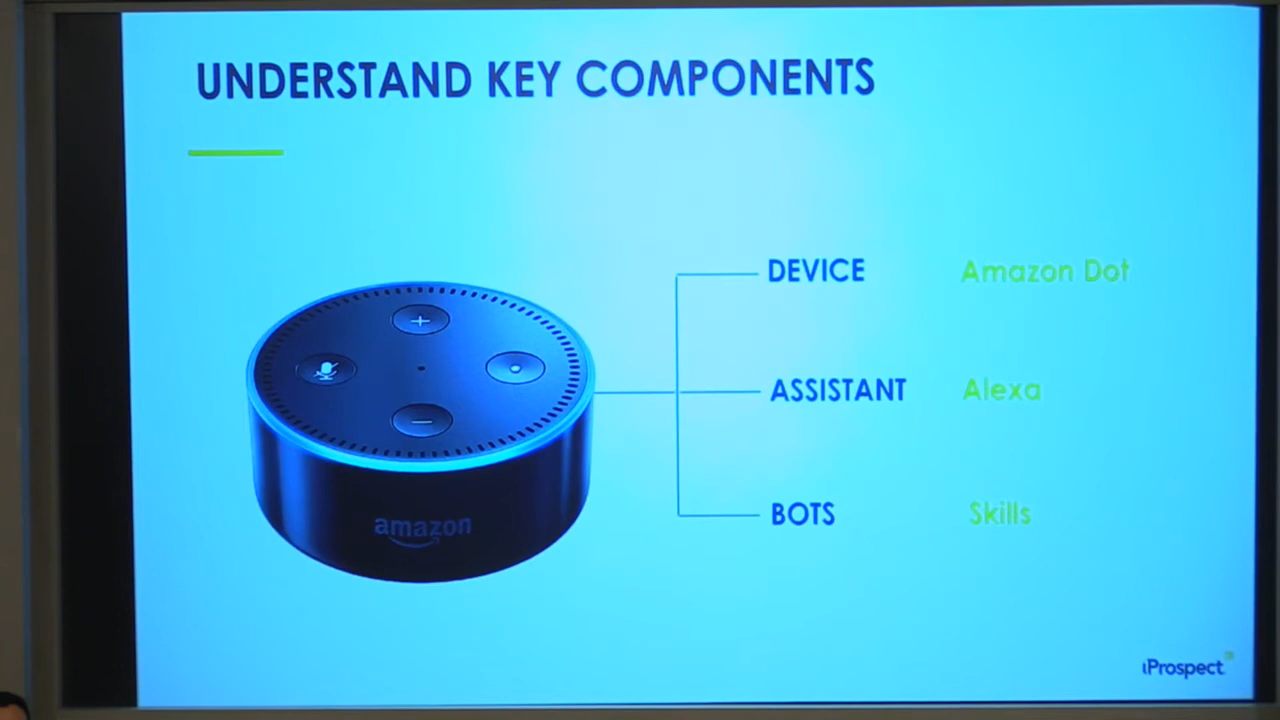 UNDERSTAND KEY COMPONENTS
DEVICE Amazon Dot
ASSISTANT Alexa
BOTS Skills
amazon
iProspect